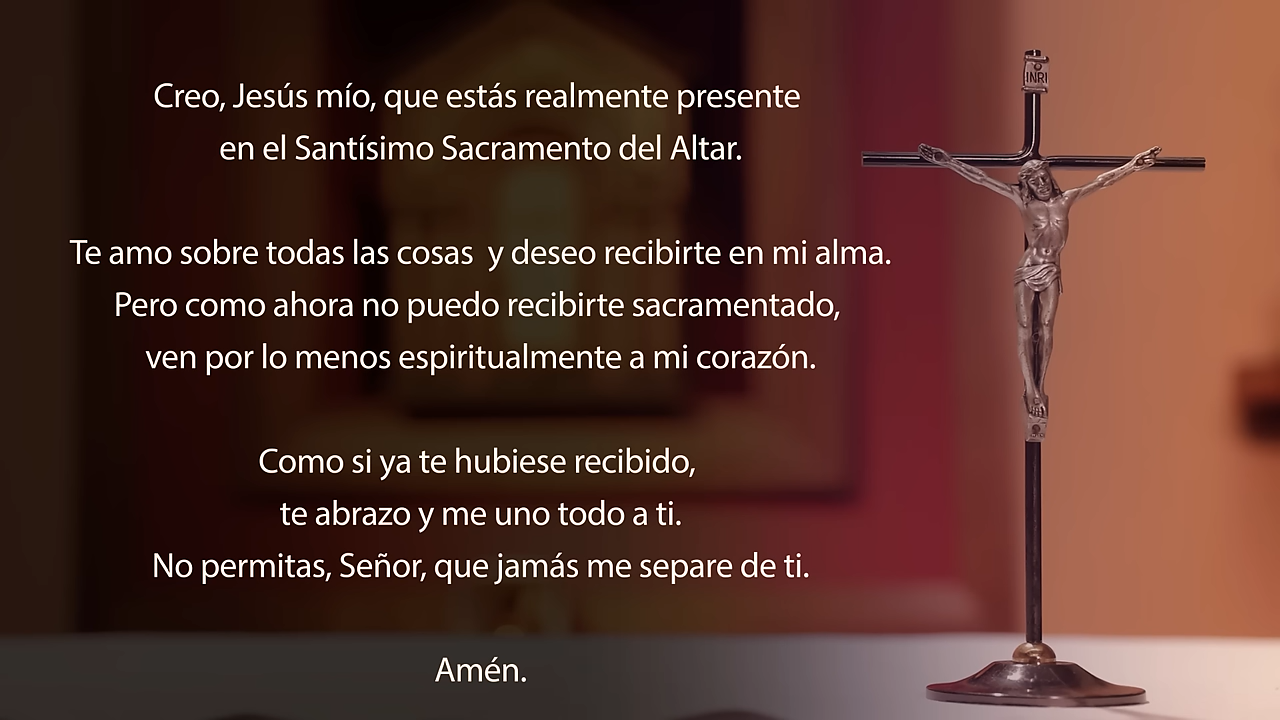 Creo, Jesús mío, que estás realmente presente
en el Santísimo Sacramento del Altar.
Te amo sobre todas las cosas  y deseo recibirte en mi alma.
Pero como ahora no puedo recibirte sacramentado,
ven por lo menos espiritualmente a mi corazón.
Como si ya te hubiese recibido,
te abrazo y me uno todo a ti.
No permitas, Señor, que jamás me separe de ti.
Amén.
INRI